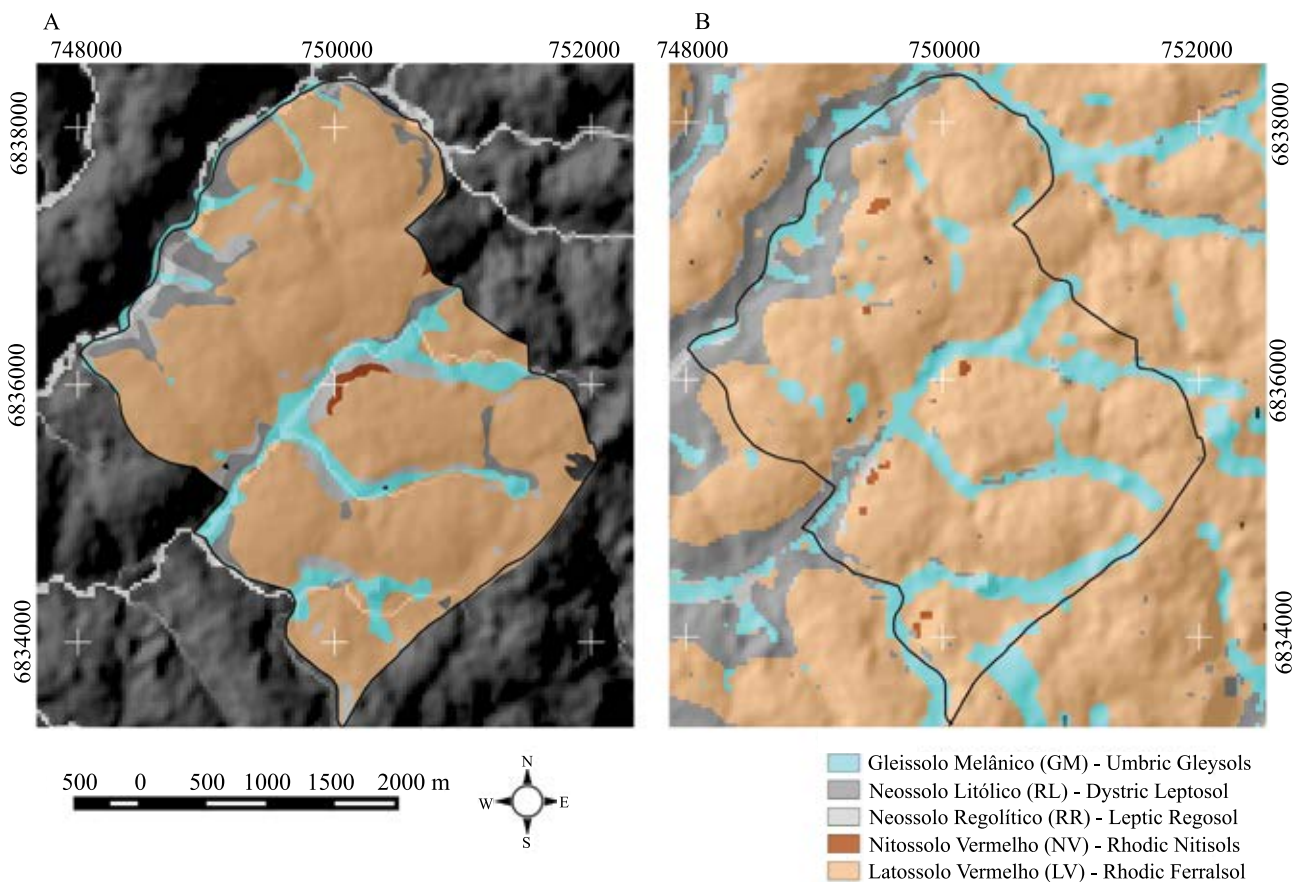 A
B
748000 750000 752000
748000 750000 752000
6838000
6836000
6834000
6838000
6836000
6834000
500 0 500 1000 1500 2000 m
N
W E
S
Gleissolo Melânico (GM) - Umbric Gleysols
Neossolo Litólico (RL) - Dystric Leptosol
Neossolo Regolítico (RR) - Leptic Regosol
Nitossolo Vermelho (NV) - Rhodic Nitisols
Latossolo Vermelho (LV) - Rhodic Ferralsol